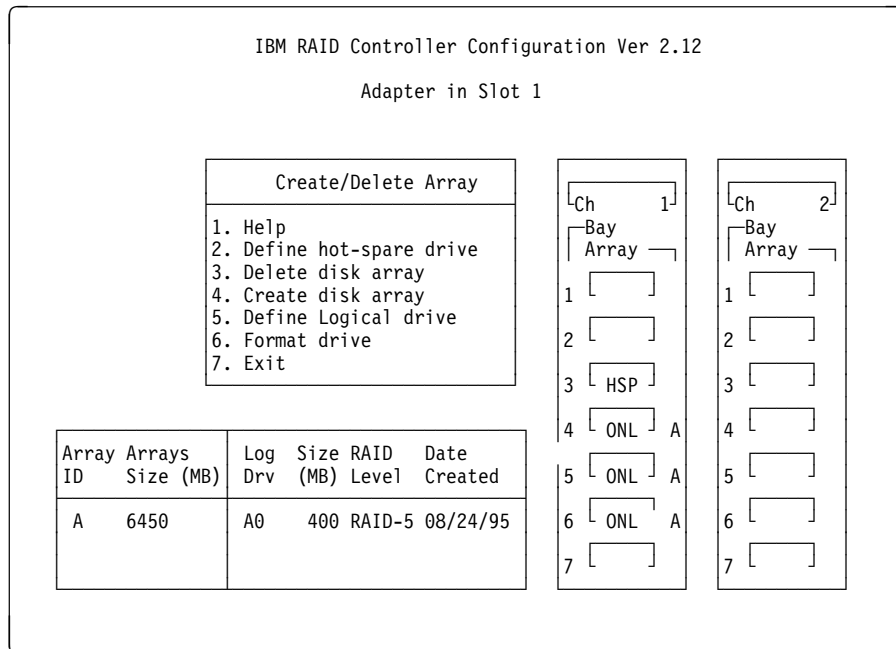 IBM RAID Controller Configuration Ver 2.12
Adapter in Slot 1
Create/Delete Array
1. Help
2. Define hot-spare drive
3. Delete disk array
4. Create disk array
5. Define Logical drive
6. Format drive
7. Exit
Ch 1
Bay
Array
1
2
3 HSP
4 ONL A
5 ONL A
6 ONL A
7
Ch 2
Bay
Array
1
2
3
4
5
6
7
Array Arrays Log Size RAID Date
ID Size (MB) Drv (MB) Level Created
A 6450 A0 400 RAID-5 08/24/95